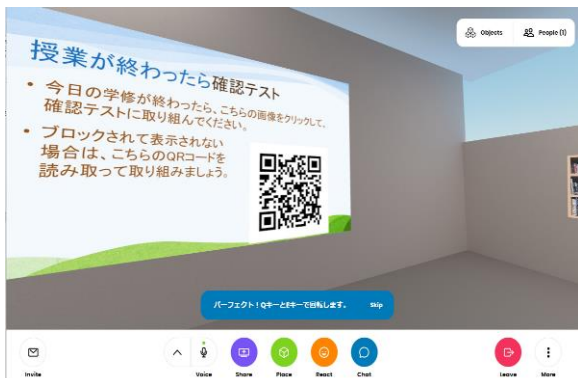 Objects People (1)
授業が終わったら確認テスト
• 今日の学修が終わったら、こちらの画像をクリックして、
確認テストに取り組んでください。
• ブロックされて表示されない
場合は、こちらのQRコードを
読み取って取り組みましょう。
パーフェクト！QキーとEキーで回転します。 Skip
Invite Voice Share Place React Chat Leave More